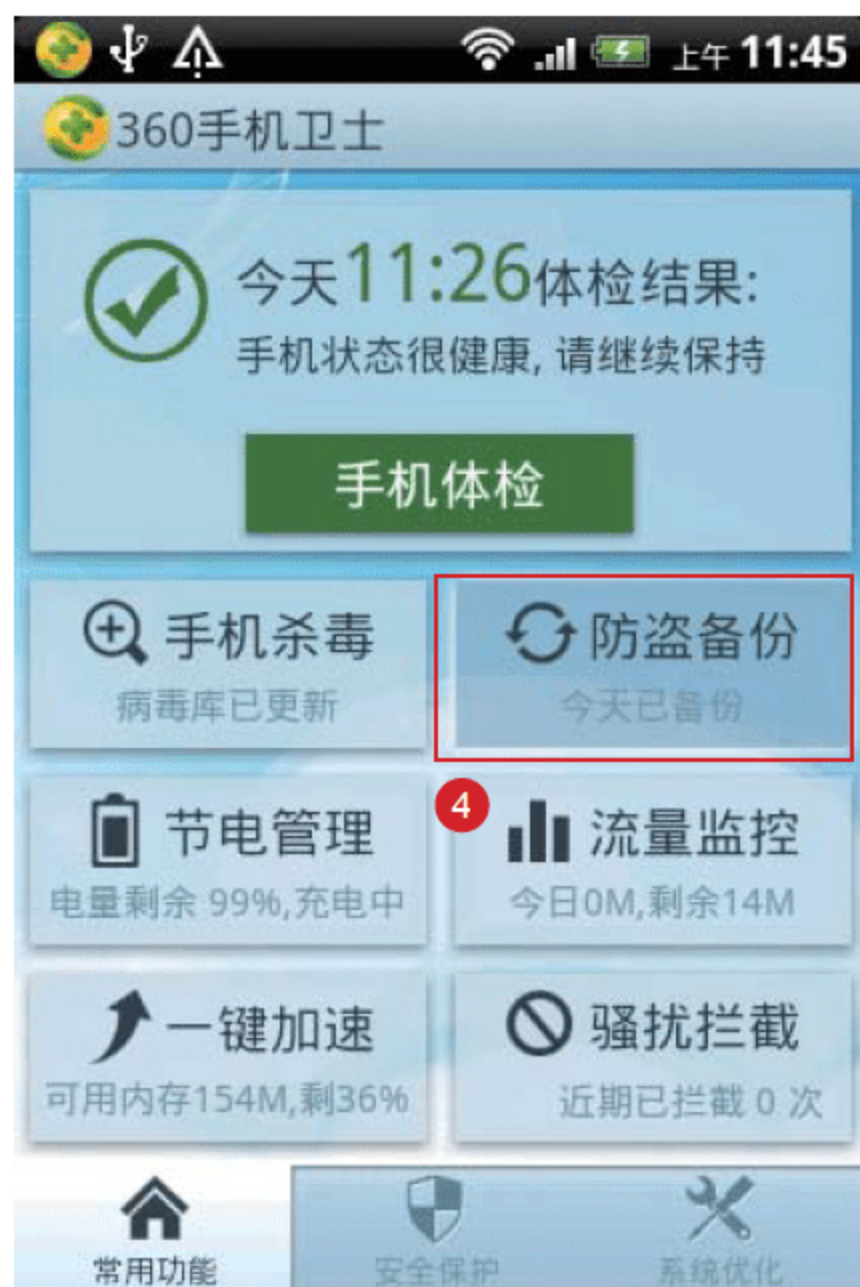 上午 11:45
360手机卫士
今天11:26体检结果:
手机状态很健康, 请继续保持
手机体检
手机杀毒
病毒库已更新
防盗备份
今天已备份
4
节电管理
电量剩余 99%,充电中
流量监控
今日0M,剩余14M
一键加速
可用内存154M,剩36%
骚扰拦截
近期已拦截 0 次
常用功能
安全保护
系统优化